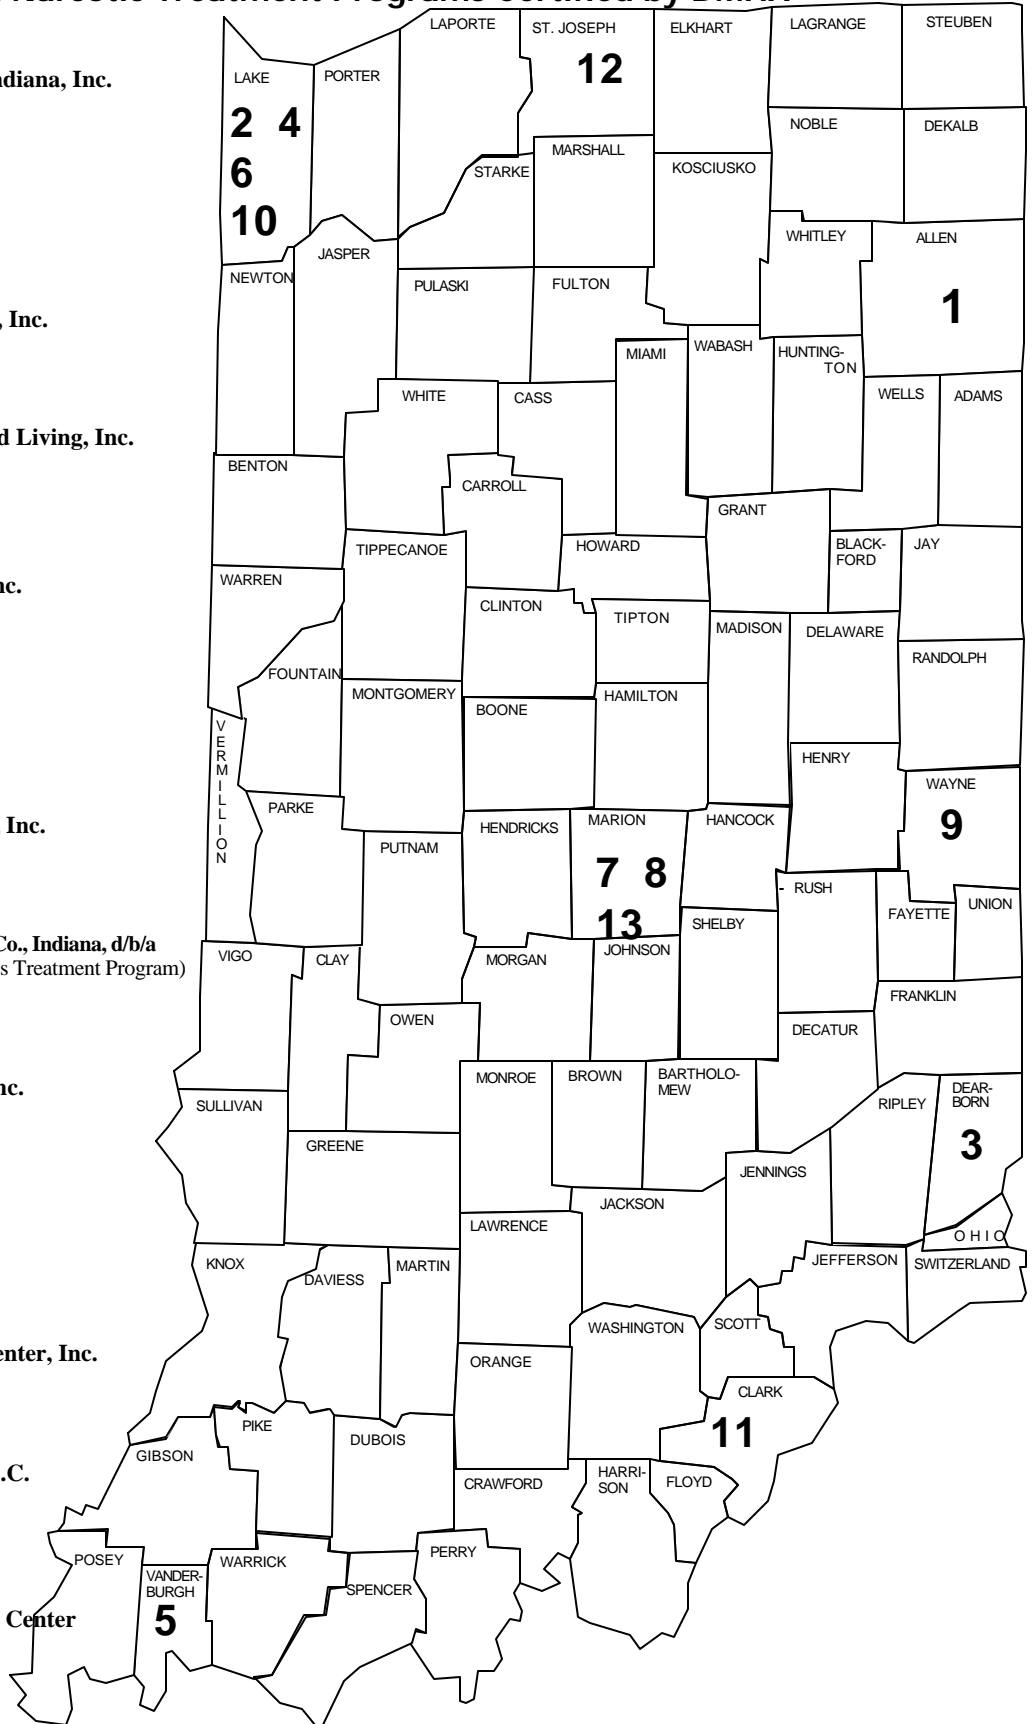 Narcotic Treatment Programs certified by DMHA
ndiana, Inc.
, Inc.
d Living, Inc.
nc.
Inc.
Co., Indiana, d/b/a
s Treatment Program)
nc.
enter, Inc.
.C.
Center
LAPORTE
ST. JOSEPH
12
ELKHART
LAGRANGE
STEUBEN
LAKE
2 4
6
10
PORTER
NOBLE
DEKALB
MARSHALL
STARKE
KOSCIUSKO
WHITLEY
ALLEN
1
JASPER
NEWTON
PULASKI
FULTON
MIAMI
WABASH
HUNTING-
TON
WHITE
CASS
WELLS
ADAMS
BENTON
CARROLL
GRANT
TIPPECANOE
HOWARD
BLACK-
FORD
JAY
WARREN
CLINTON
TIPTON
MADISON
DELAWARE
RANDOLPH
FOUNTAIN
MONTGOMERY
BOONE
HAMILTON
VERMILLION
HENRY
WAYNE
9
PARKE
PUTNAM
HENDRICKS
MARION
7 8
13
HANCOCK
- RUSH
FAYETTE
UNION
SHELBY
VIGO
CLAY
MORGAN
JOHNSON
FRANKLIN
OWEN
DECATUR
MONROE
BROWN
BARTHOLO-
MEW
RIPLEY
DEAR-
BORN
3
SULLIVAN
GREENE
JENNINGS
JACKSON
LAWRENCE
OHIO
KNOX
DAVIESS
MARTIN
JEFFERSON
SWITZERLAND
WASHINGTON
SCOTT
ORANGE
CLARK
11
PIKE
DUBOIS
GIBSON
CRAWFORD
HARRI-
SON
FLOYD
POSEY
VANDER-
BURGH
5
WARRICK
PERRY
SPENCER